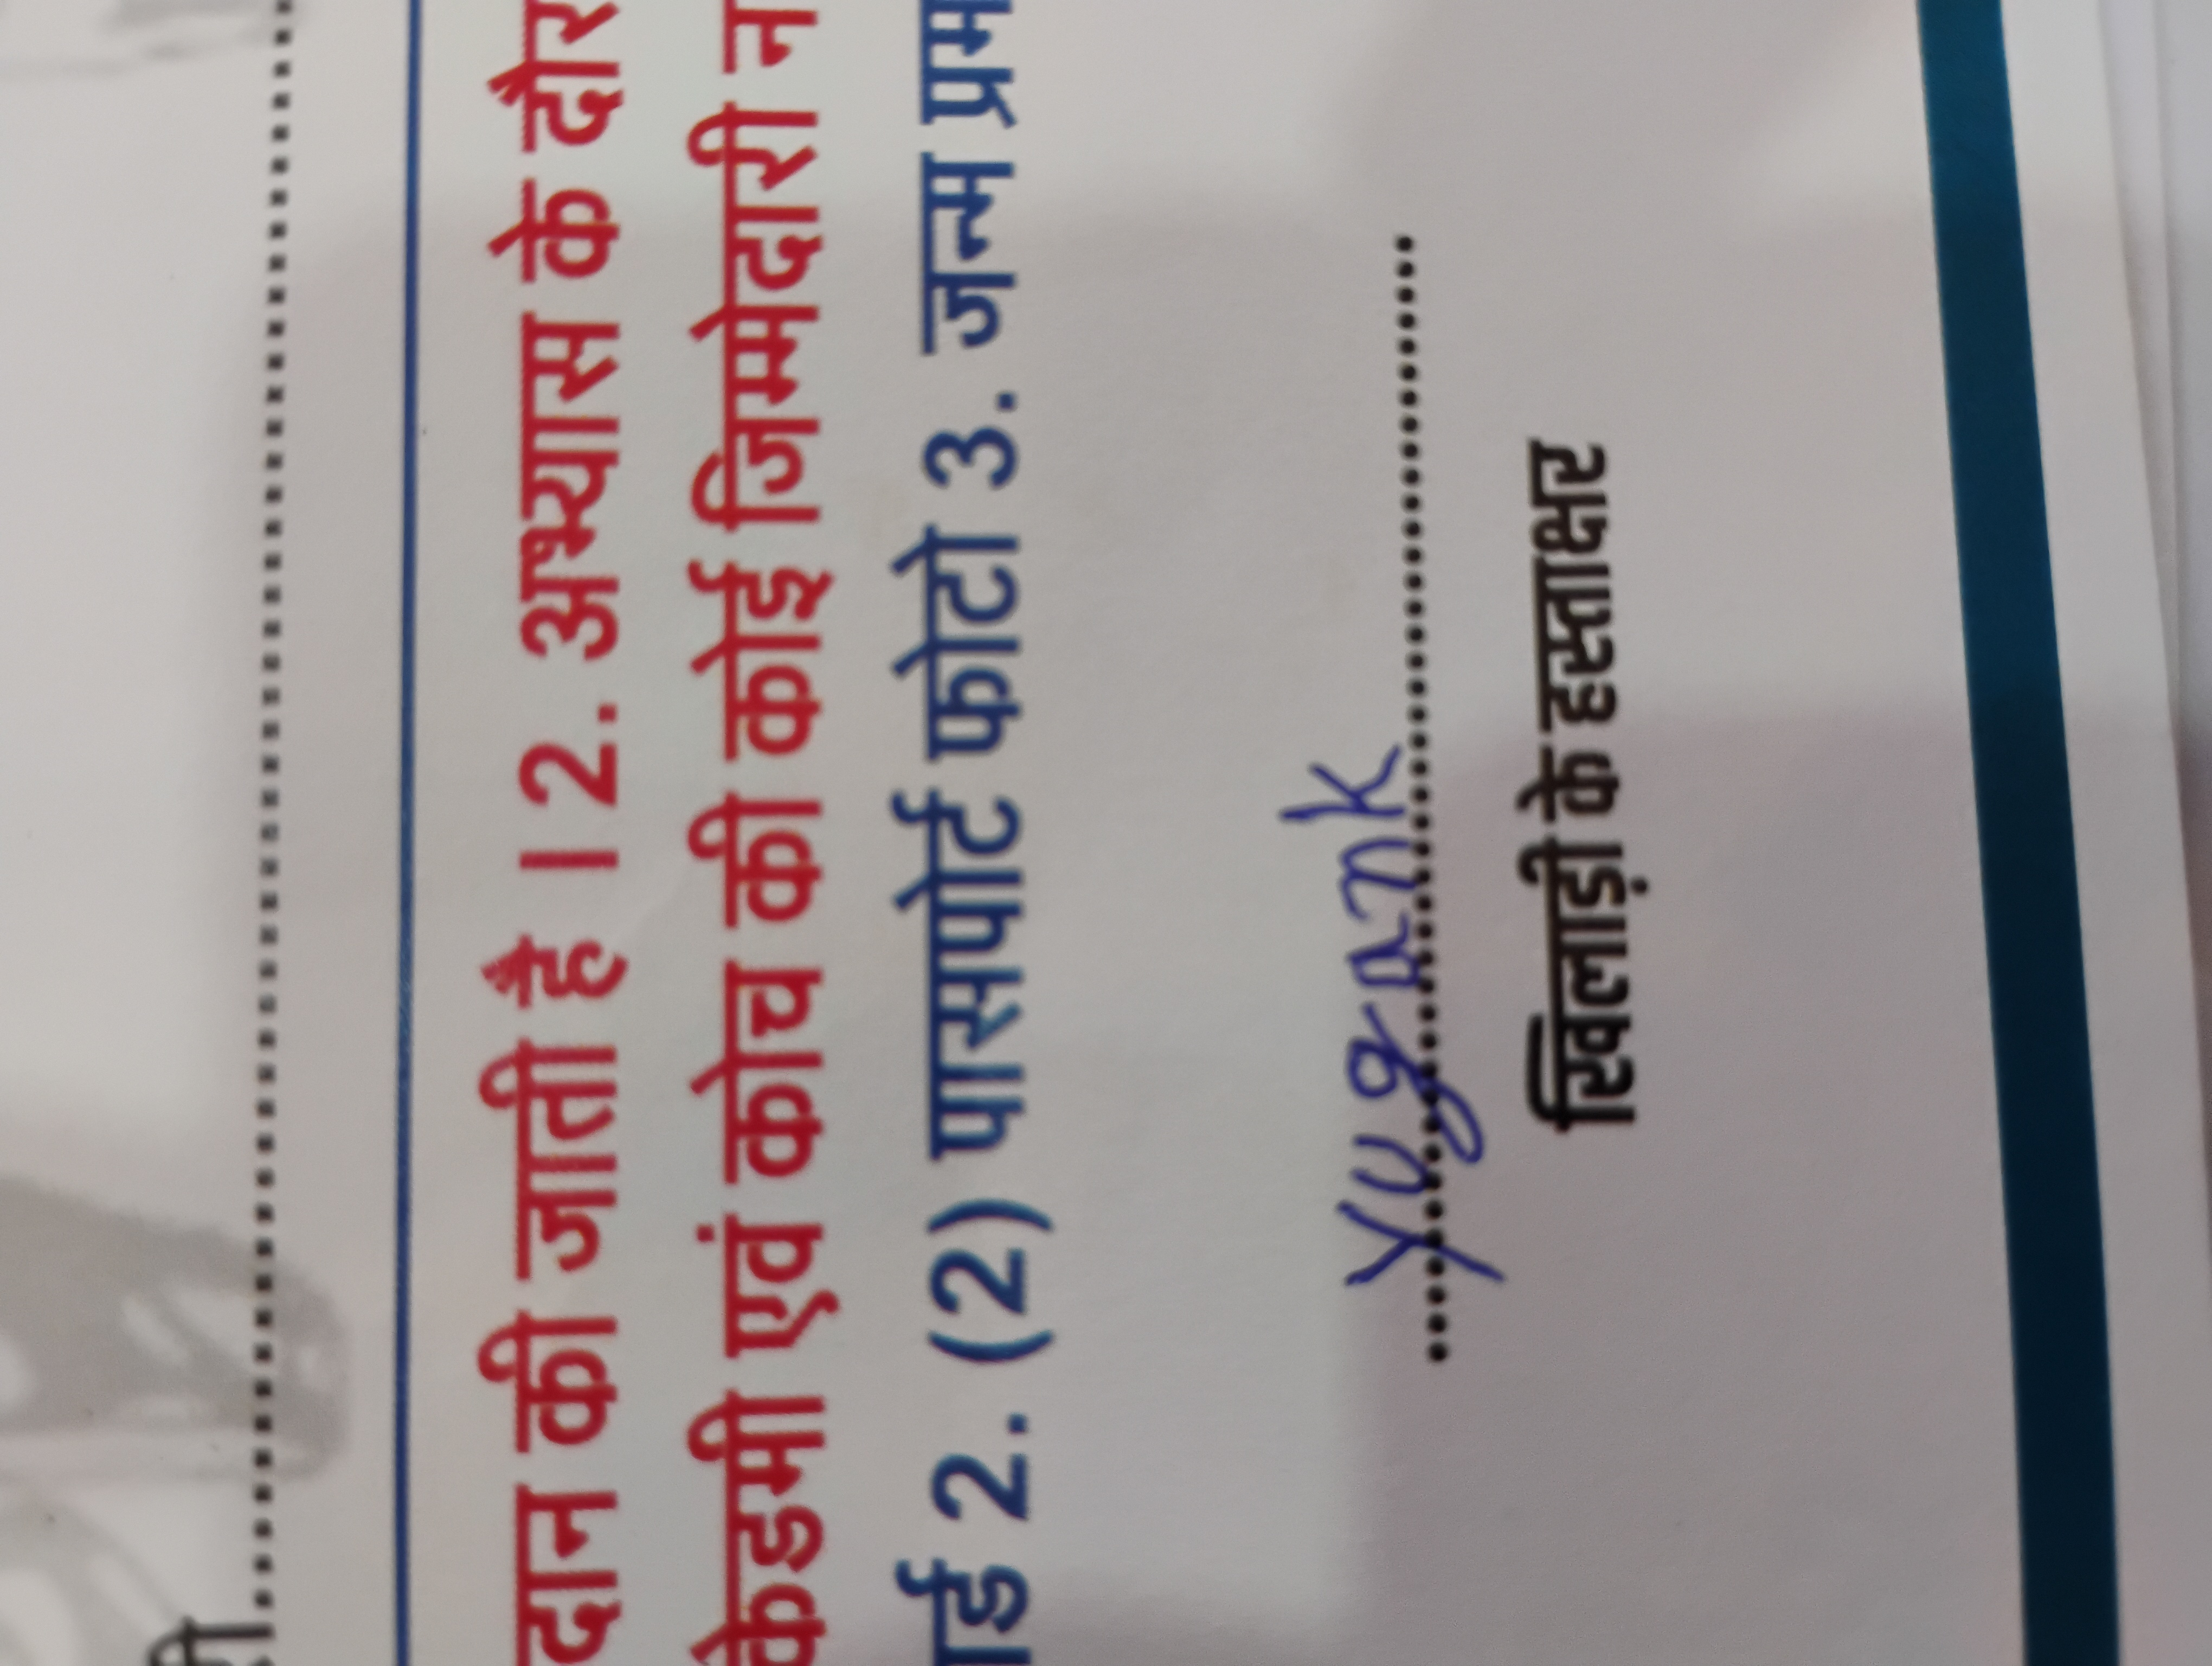 दान की जाती है । 2. अभ्यास के दौर
केडमी एवं कोच की कोई जिम्मेदारी न
ार्ड 2. (2) पासपोर्ट फोटो 3. जन्म प्रम
Yugank
खिलाड़ी के हस्ताक्षर